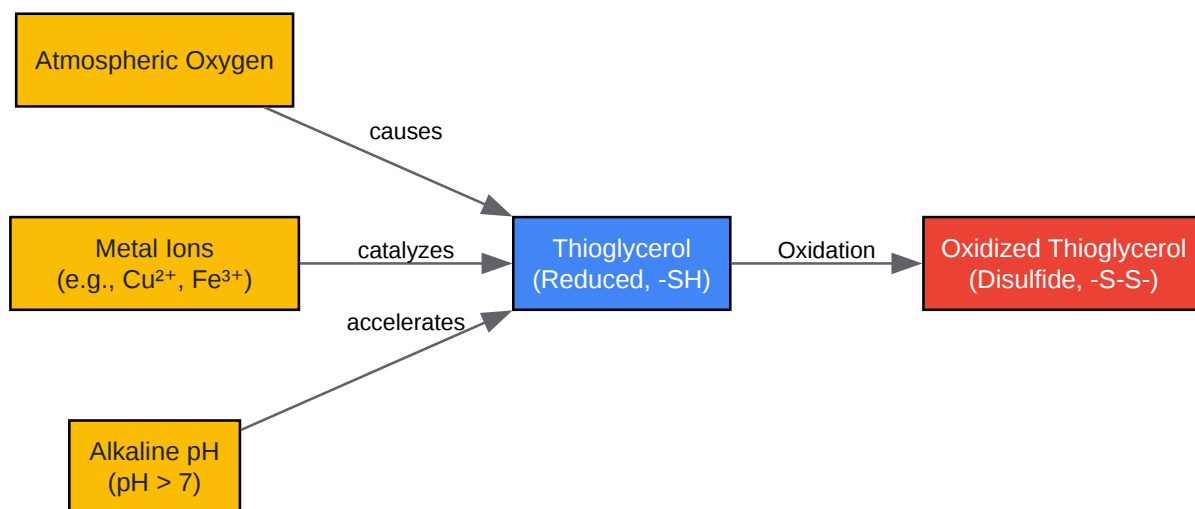 Atmospheric Oxygen
causes
Metal Ions
(e.g., Cu²⁺, Fe³⁺)
catalyzes
Thioglycerol
(Reduced, -SH)
Oxidation
Oxidized Thioglycerol
(Disulfide, -S-S-)
accelerates
Alkaline pH
(pH > 7)